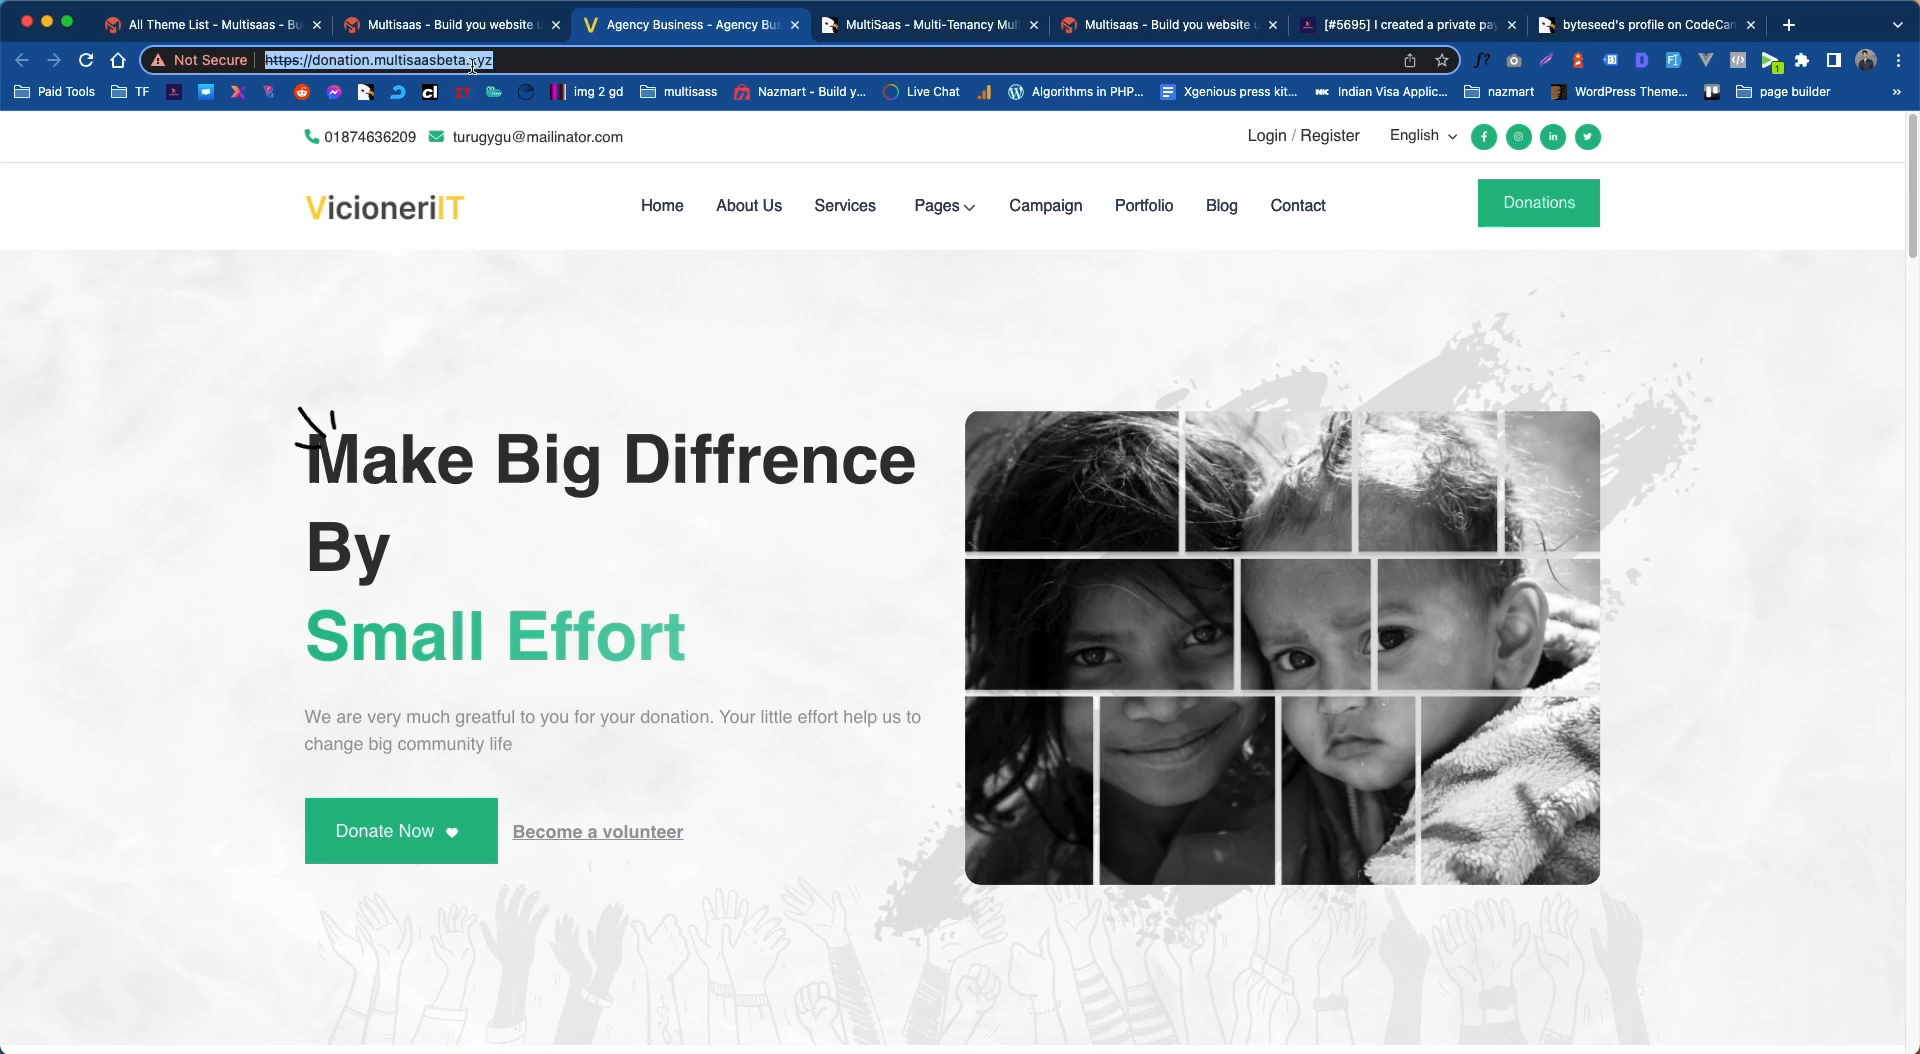 All Theme List - Multisaas - Bu
Multisaas - Build you website u
Agency Business - Agency Bus
MultiSaas - Multi-Tenancy Mul
Multisaas - Build you website u
[#5695] I created a private pay
byteseed's profile on CodeCan
Not Secure
https://donation.multisaasbeta.xyz
Paid Tools
TF
img 2 gd
multisass
Nazmart - Build y...
Live Chat
Algorithms in PHP...
Xgenious press kit...
Indian Visa Applic...
nazmart
WordPress Theme...
page builder
01874636209
turugygu@mailinator.com
Login / Register
English
VicioneriIT
Home
About Us
Services
Pages
Campaign
Portfolio
Blog
Contact
Donations
Make Big Diffrence
By
Small Effort
We are very much greatful to you for your donation. Your little effort help us to
change big community life
Donate Now
Become a volunteer